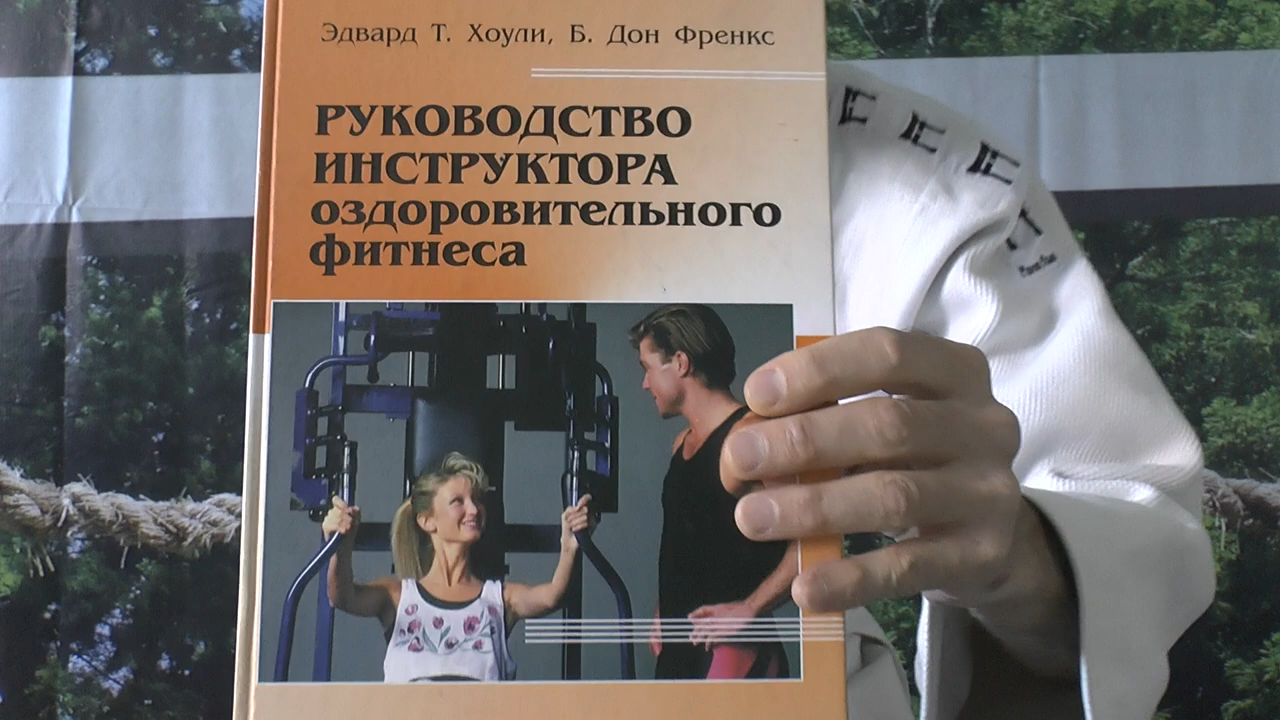 Эдвард Т. Хоули, Б. Дон Френкс
РУКОВОДСТВО
ИНСТРУКТОРА
оздоровительного
фитнеса